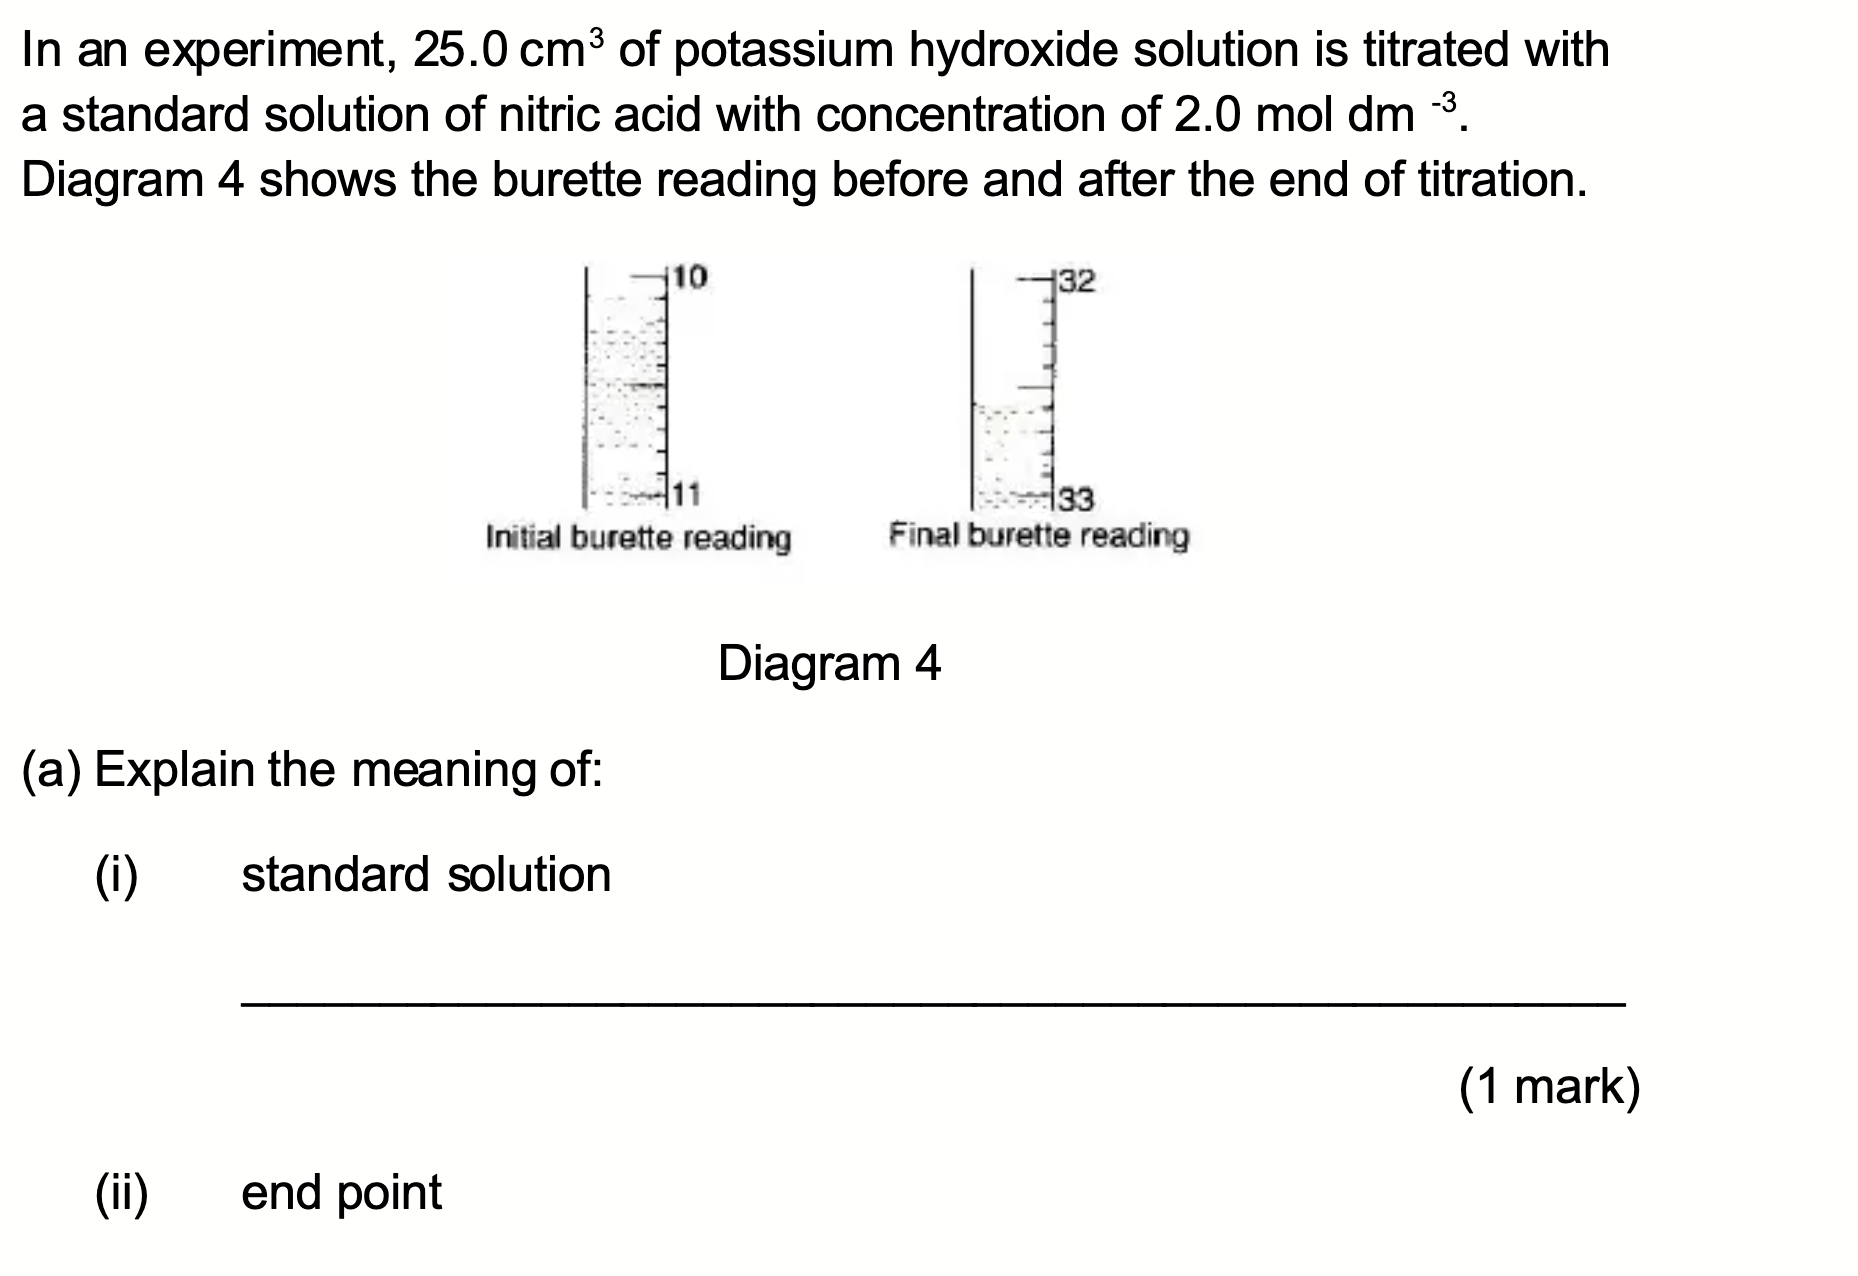 In an experiment, 25.0 cm³ of potassium hydroxide solution is titrated with
a standard solution of nitric acid with concentration of 2.0 mol dm ⁻³.
Diagram 4 shows the burette reading before and after the end of titration.
10
11
Initial burette reading
32
33
Final burette reading
Diagram 4
(a) Explain the meaning of:
(i) standard solution
(1 mark)
(ii) end point